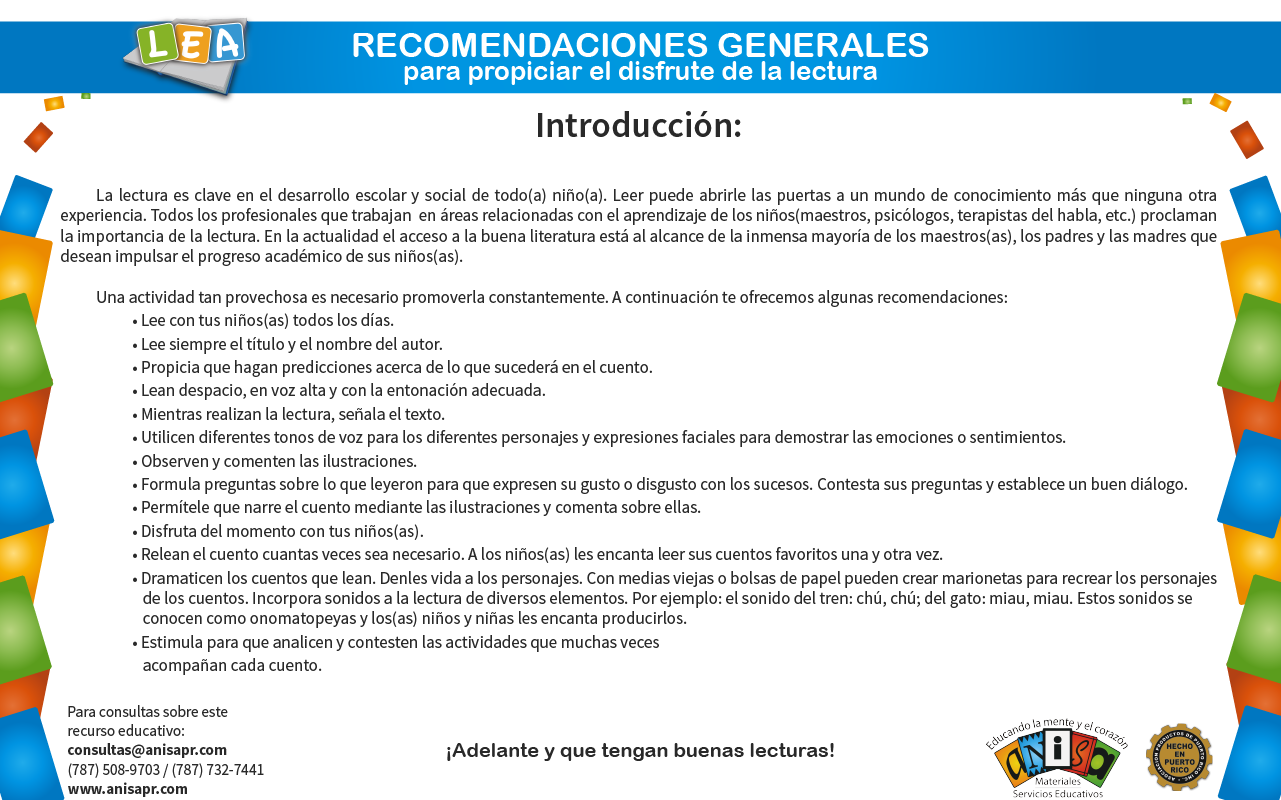 LEA
RECOMENDACIONES GENERALES
para propiciar el disfrute de la lectura
Introducción:
La lectura es clave en el desarrollo escolar y social de todo(a) niño(a). Leer puede abrirle las puertas a un mundo de conocimiento más que ninguna otra
experiencia. Todos los profesionales que trabajan  en áreas relacionadas con el aprendizaje de los niños(maestros, psicólogos, terapistas del habla, etc.) proclaman
la importancia de la lectura. En la actualidad el acceso a la buena literatura está al alcance de la inmensa mayoría de los maestros(as), los padres y las madres que
desean impulsar el progreso académico de sus niños(as).
Una actividad tan provechosa es necesario promoverla constantemente. A continuación te ofrecemos algunas recomendaciones:
• Lee con tus niños(as) todos los días.
• Lee siempre el título y el nombre del autor.
• Propicia que hagan predicciones acerca de lo que sucederá en el cuento.
• Lean despacio, en voz alta y con la entonación adecuada.
• Mientras realizan la lectura, señala el texto.
• Utilicen diferentes tonos de voz para los diferentes personajes y expresiones faciales para demostrar las emociones o sentimientos.
• Observen y comenten las ilustraciones.
• Formula preguntas sobre lo que leyeron para que expresen su gusto o disgusto con los sucesos. Contesta sus preguntas y establece un buen diálogo.
• Permítele que narre el cuento mediante las ilustraciones y comenta sobre ellas.
• Disfruta del momento con tus niños(as).
• Relean el cuento cuantas veces sea necesario. A los niños(as) les encanta leer sus cuentos favoritos una y otra vez.
• Dramaticen los cuentos que lean. Denles vida a los personajes. Con medias viejas o bolsas de papel pueden crear marionetas para recrear los personajes
de los cuentos. Incorpora sonidos a la lectura de diversos elementos. Por ejemplo: el sonido del tren: chú, chú; del gato: miau, miau. Estos sonidos se
conocen como onomatopeyas y los(as) niños y niñas les encanta producirlos.
• Estimula para que analicen y contesten las actividades que muchas veces
acompañan cada cuento.
Para consultas sobre este
recurso educativo:
consultas@anisapr.com
(787) 508-9703 / (787) 732-7441
www.anisapr.com
¡Adelante y que tengan buenas lecturas!
Educando la mente y el corazón
anisa
Materiales
Servicios Educativos
ASOCIACION PRODUCTOS DE PUERTO RICO INC.
HECHO
EN
PUERTO
RICO